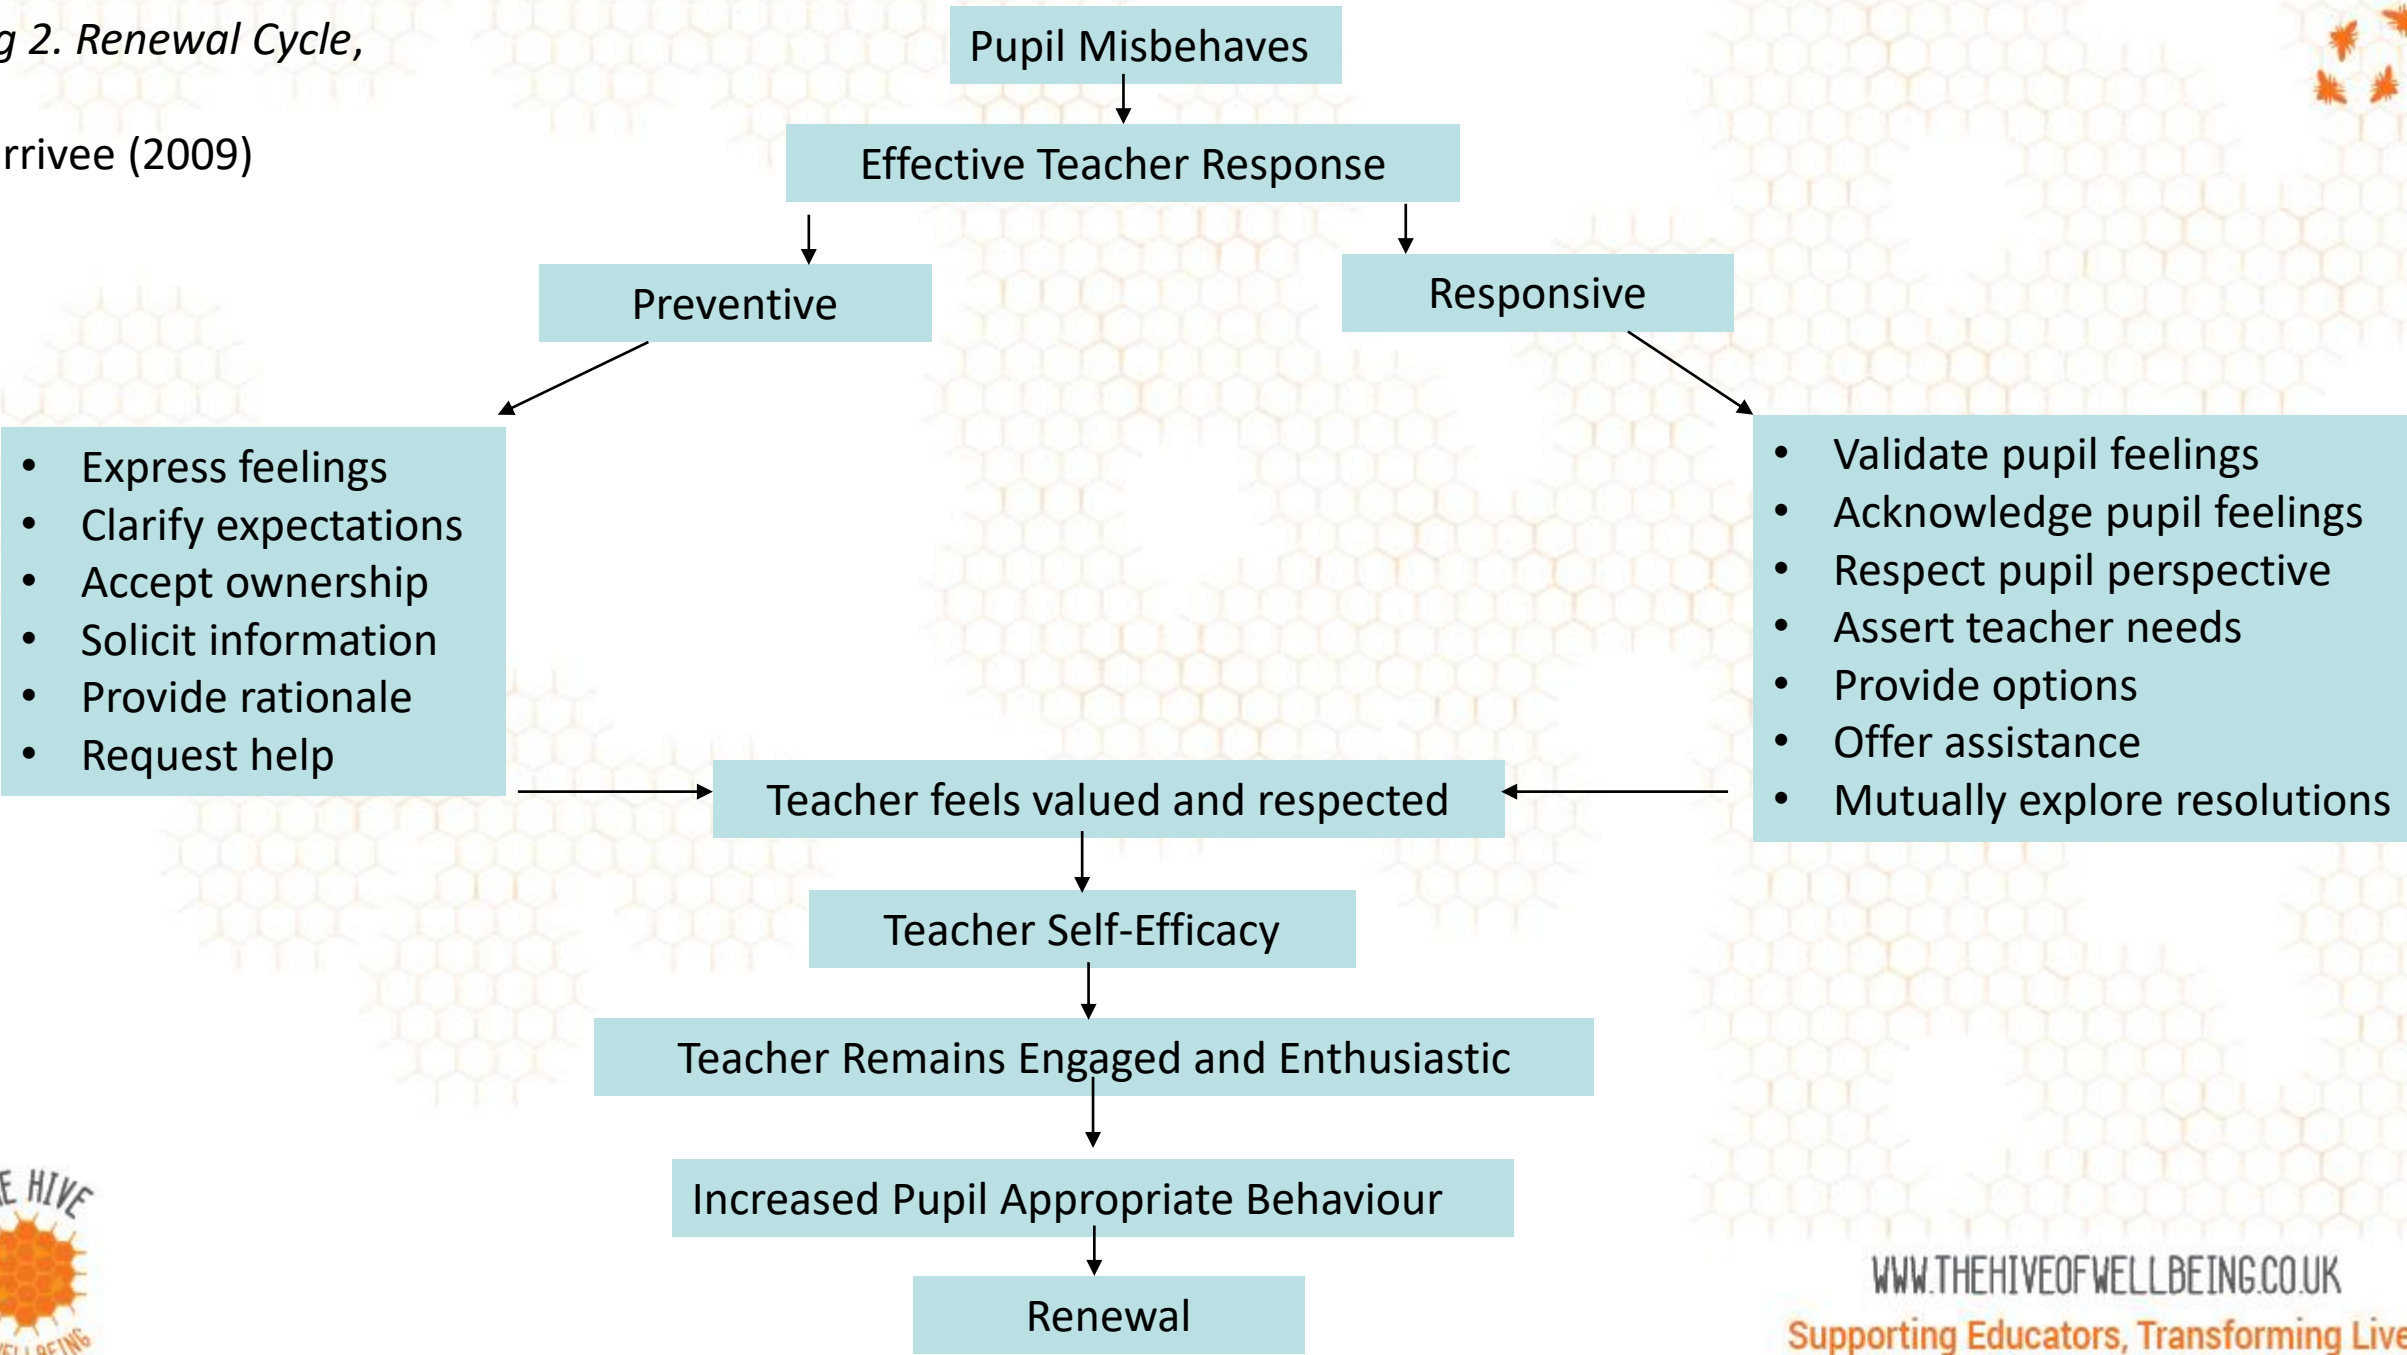 2. Renewal Cycle,
(2009)
Pupil Misbehaves
Effective Teacher Response
Preventive
Responsive
• Express feelings
• Clarify expectations
• Accept ownership
• Solicit information
• Provide rationale
• Request help
• Validate pupil feelings
• Acknowledge pupil feelings
• Respect pupil perspective
• Assert teacher needs
• Provide options
• Offer assistance
• Mutually explore resolutions
Teacher feels valued and respected
Teacher Self-Efficacy
Teacher Remains Engaged and Enthusiastic
Increased Pupil Appropriate Behaviour
Renewal
HIVE
WELLBEING
WWW.THEHIVEOFWELLBEING.CO.UK
Supporting Educators, Transforming